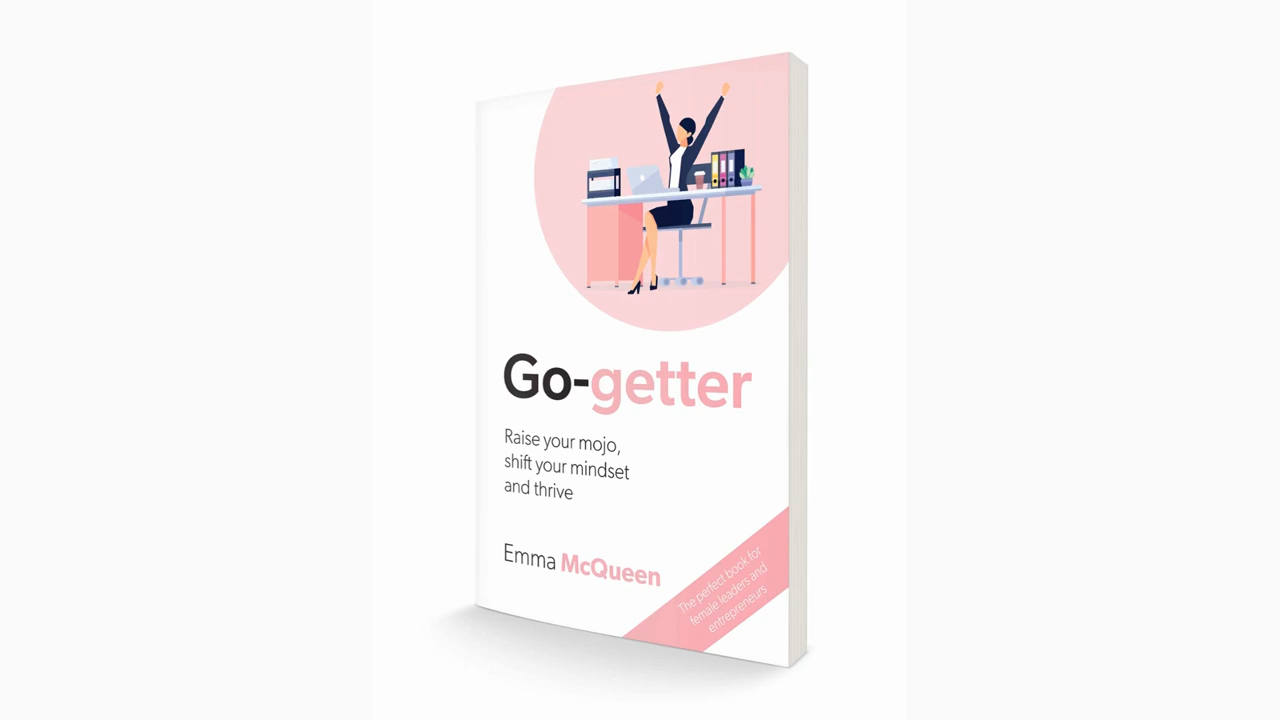 Go-getter
Raise your mojo,
shift your mindset
and thrive
Emma McQueen
The perfect book for
female leaders and
entrepreneurs